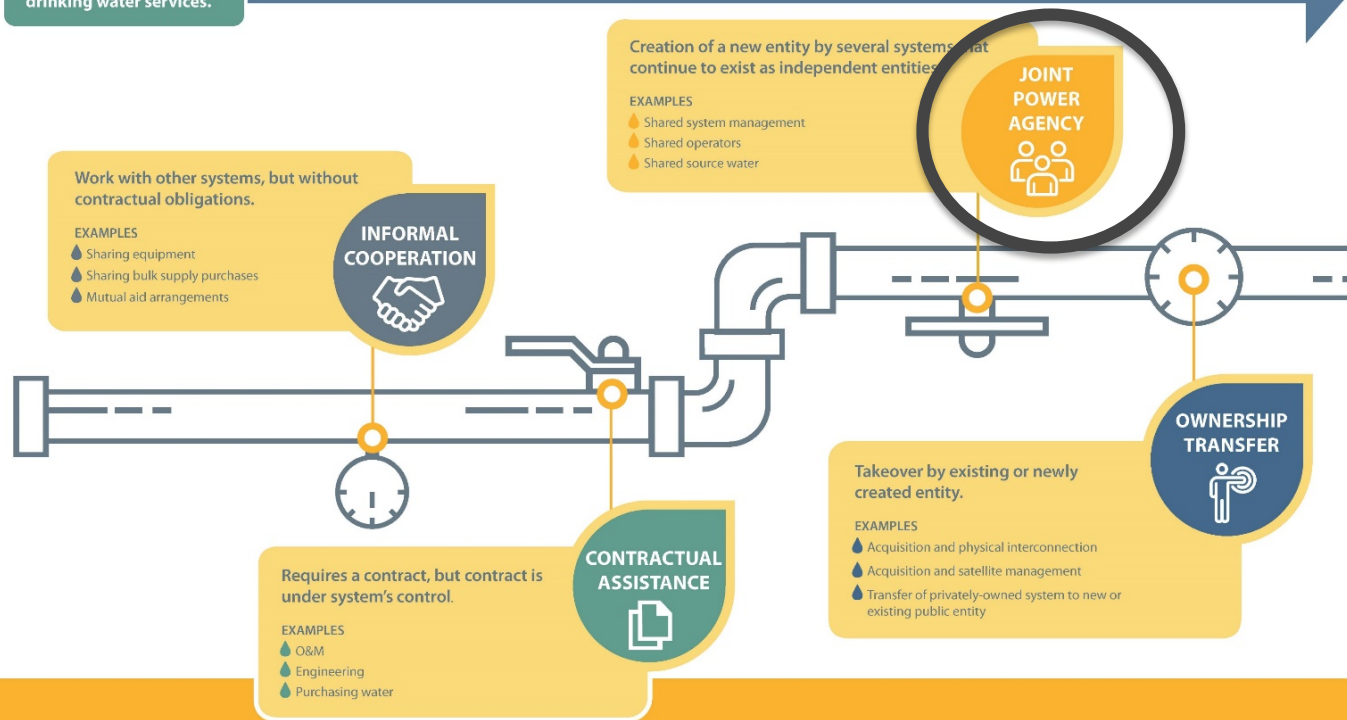 drinking water services.
Creation of a new entity by several systems that
continue to exist as independent entities
EXAMPLES
Shared system management
Shared operators
Shared source water
JOINT
POWER
AGENCY
Work with other systems, but without
contractual obligations.
EXAMPLES
Sharing equipment
Sharing bulk supply purchases
Mutual aid arrangements
INFORMAL
COOPERATION
Requires a contract, but contract is
under system's control.
EXAMPLES
O&M
Engineering
Purchasing water
CONTRACTUAL
ASSISTANCE
Takeover by existing or newly
created entity.
EXAMPLES
Acquisition and physical interconnection
Acquisition and satellite management
Transfer of privately-owned system to new or
existing public entity
OWNERSHIP
TRANSFER